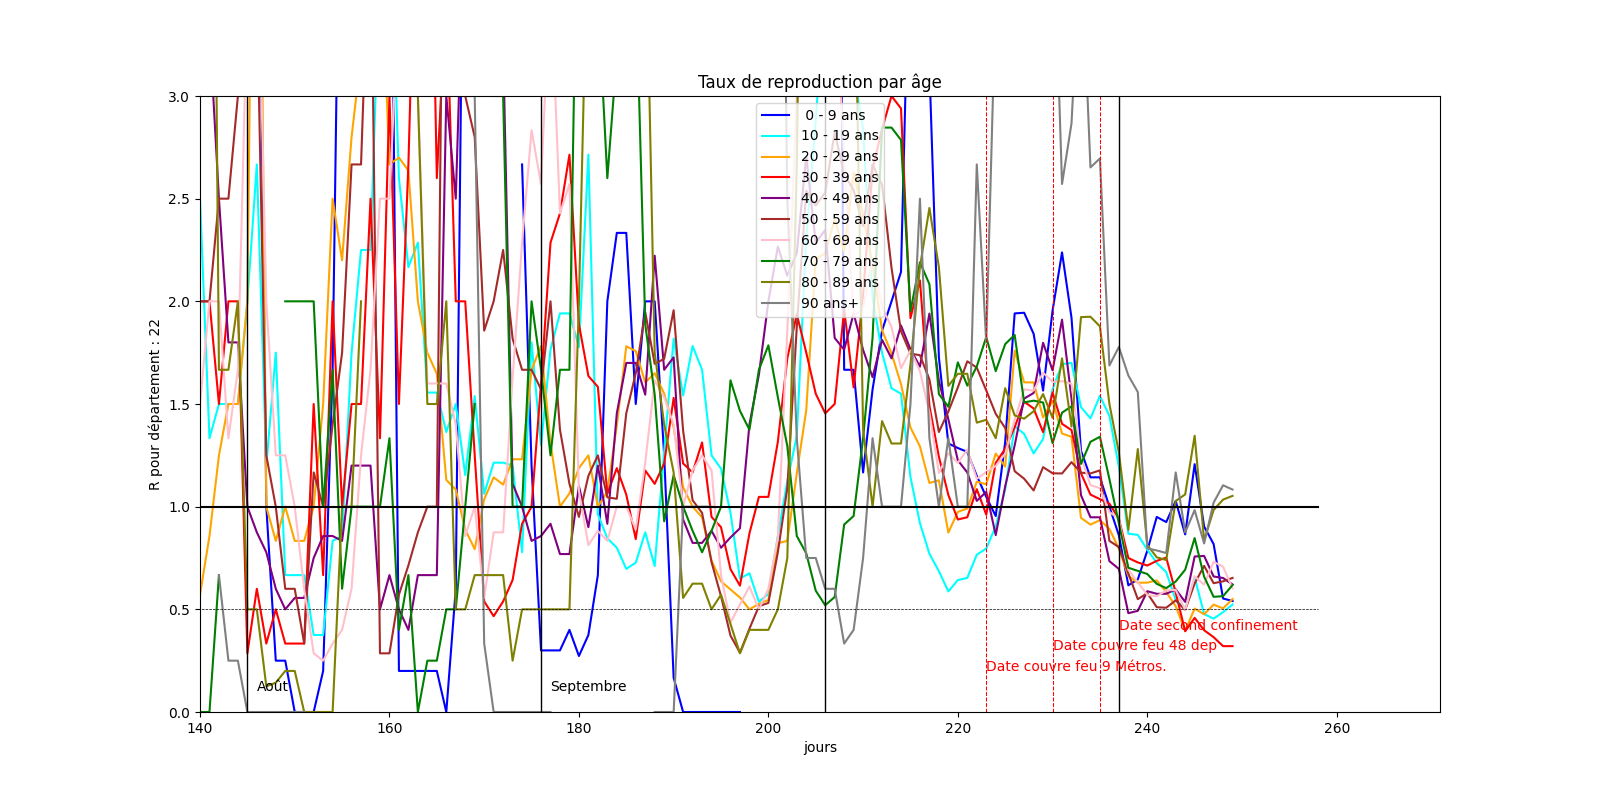 Taux de reproduction par âge
R pour département : 22
3.0
2.5
2.0
1.5
1.0
0.5
0.0
0 - 9 ans
10 - 19 ans
20 - 29 ans
30 - 39 ans
40 - 49 ans
50 - 59 ans
60 - 69 ans
70 - 79 ans
80 - 89 ans
90 ans+
Date second confinement
Date couvre feu 48 dep
Date couvre feu 9 Métros.
Août
Septembre
140
160
180
200
220
240
260
jours